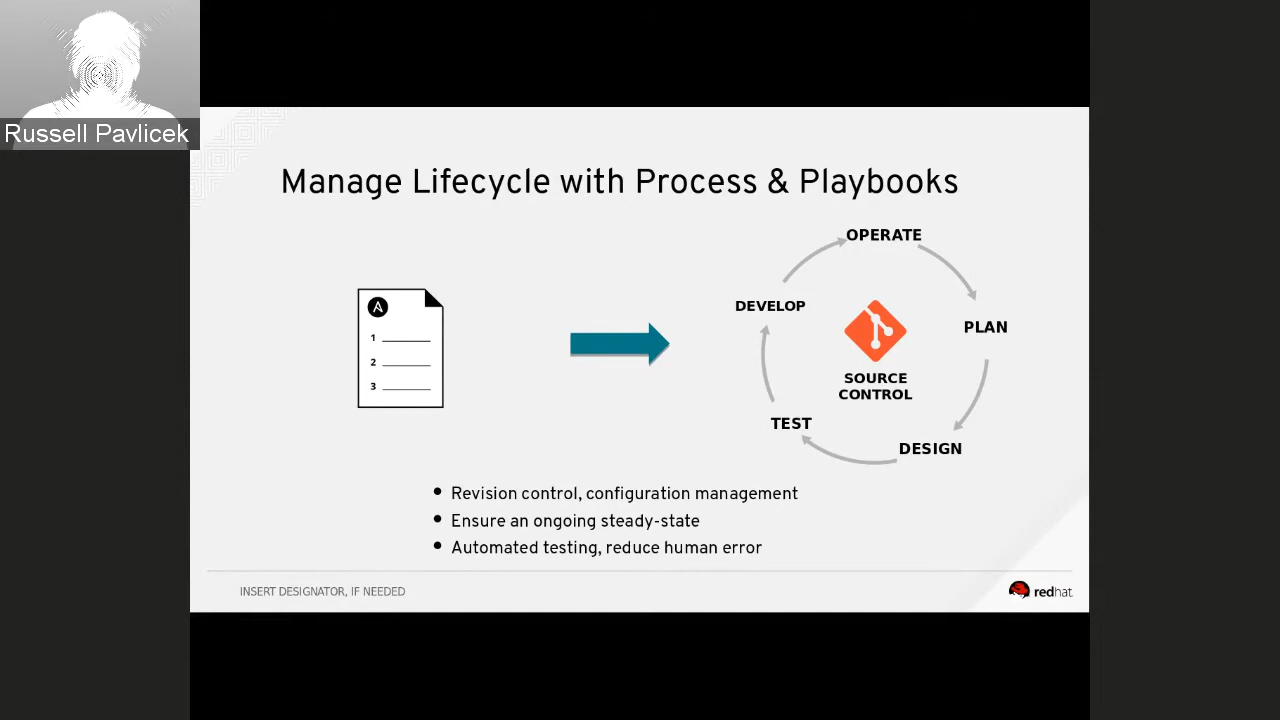 Russell Pavlicek
Manage Lifecycle with Process & Playbooks
A
1
2
3
OPERATE
DEVELOP
PLAN
SOURCE
CONTROL
TEST
DESIGN
• Revision control, configuration management
• Ensure an ongoing steady-state
• Automated testing, reduce human error
INSERT DESIGNATOR, IF NEEDED
redhat.